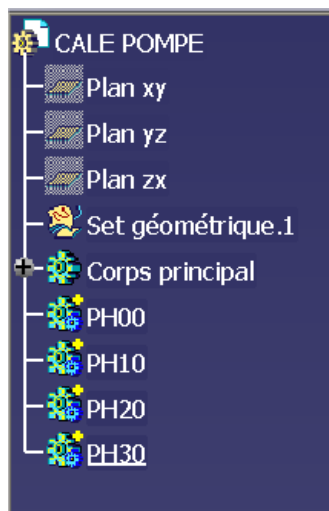 CALE POMPE
Plan xy
Plan yz
Plan zx
Set géométrique.1
Corps principal
PH00
PH10
PH20
PH30